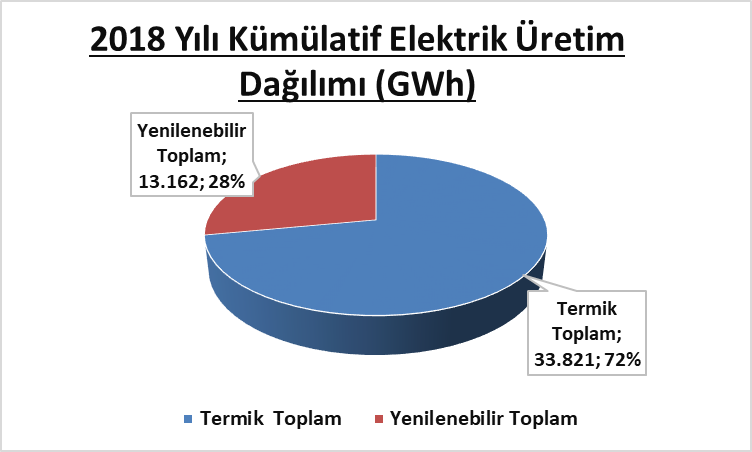 2018 Yılı Kümülatif Elektrik Üretim
Dağılımı (GWh)
Yenilenebilir
Toplam;
13.162; 28%
Termik
Toplam;
33.821; 72%
Termik Toplam
Yenilenebilir Toplam